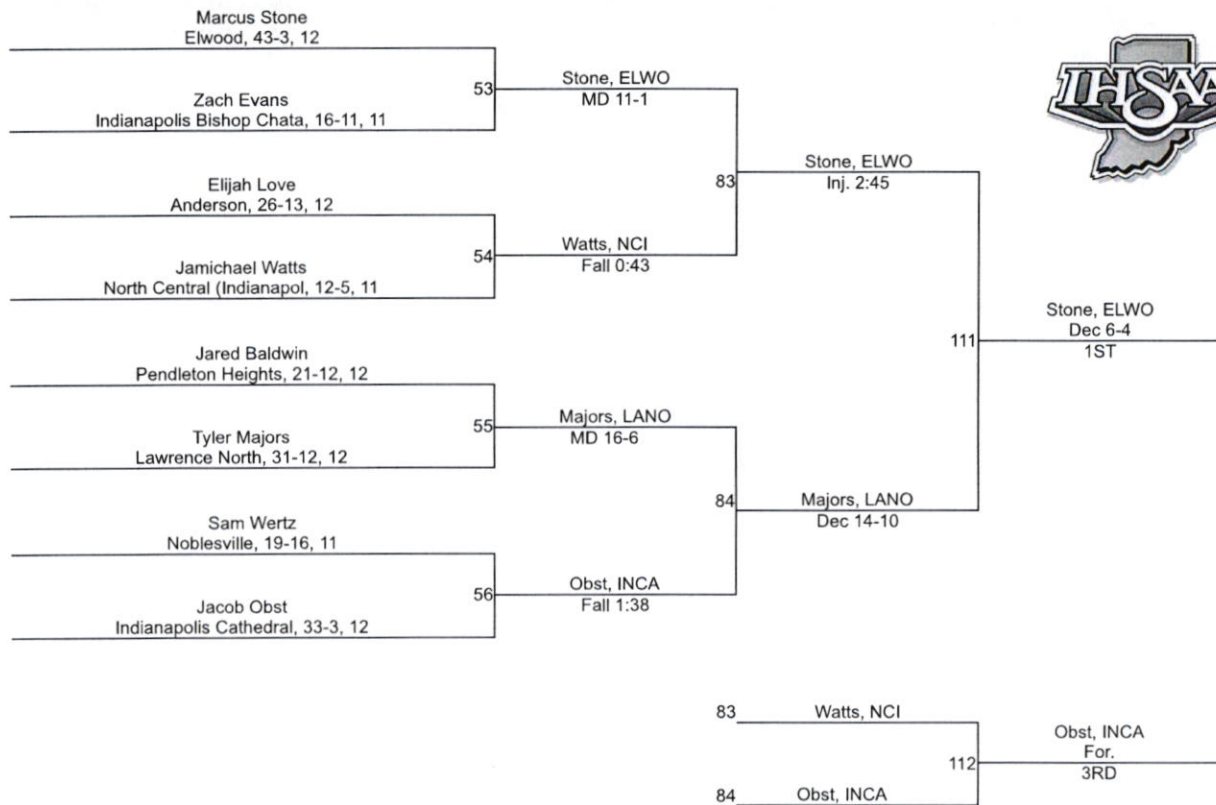 Marcus Stone
Elwood, 43-3, 12
53
Stone, ELWO
MD 11-1
Zach Evans
Indianapolis Bishop Chata, 16-11, 11
IHSAA
83
Stone, ELWO
Inj. 2:45
Elijah Love
Anderson, 26-13, 12
54
Watts, NCI
Fall 0:43
Jamichael Watts
North Central (Indianapol, 12-5, 11
111
Stone, ELWO
Dec 6-4
1ST
Jared Baldwin
Pendleton Heights, 21-12, 12
55
Majors, LANO
MD 16-6
Tyler Majors
Lawrence North, 31-12, 12
84
Majors, LANO
Dec 14-10
Sam Wertz
Noblesville, 19-16, 11
56
Obst, INCA
Fall 1:38
Jacob Obst
Indianapolis Cathedral, 33-3, 12
83
Watts, NCI
112
Obst, INCA
For.
3RD
84
Obst, INCA